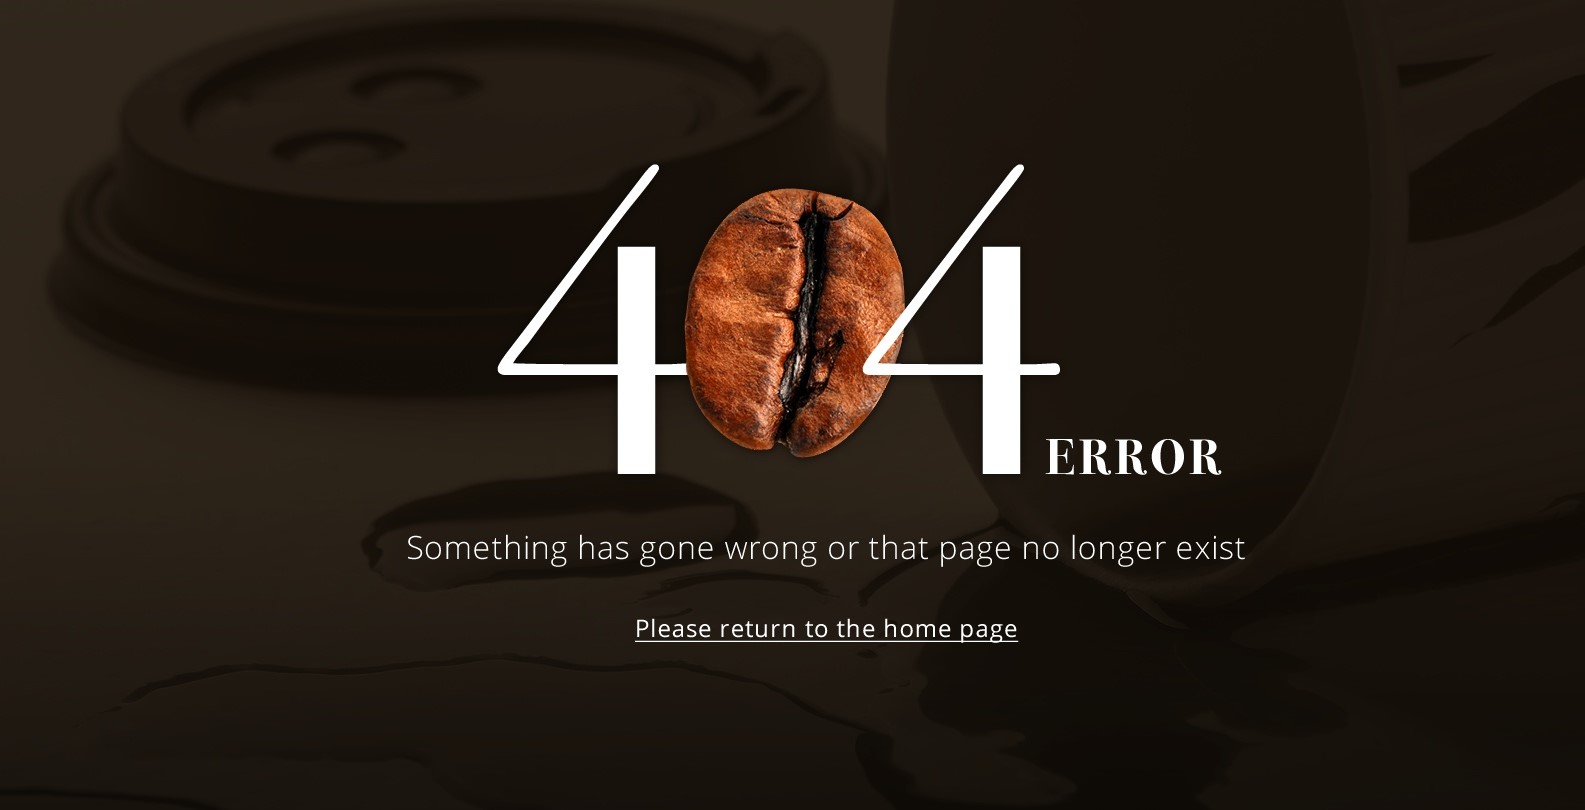 404 ERROR
Something has gone wrong or that page no longer exist
Please return to the home page